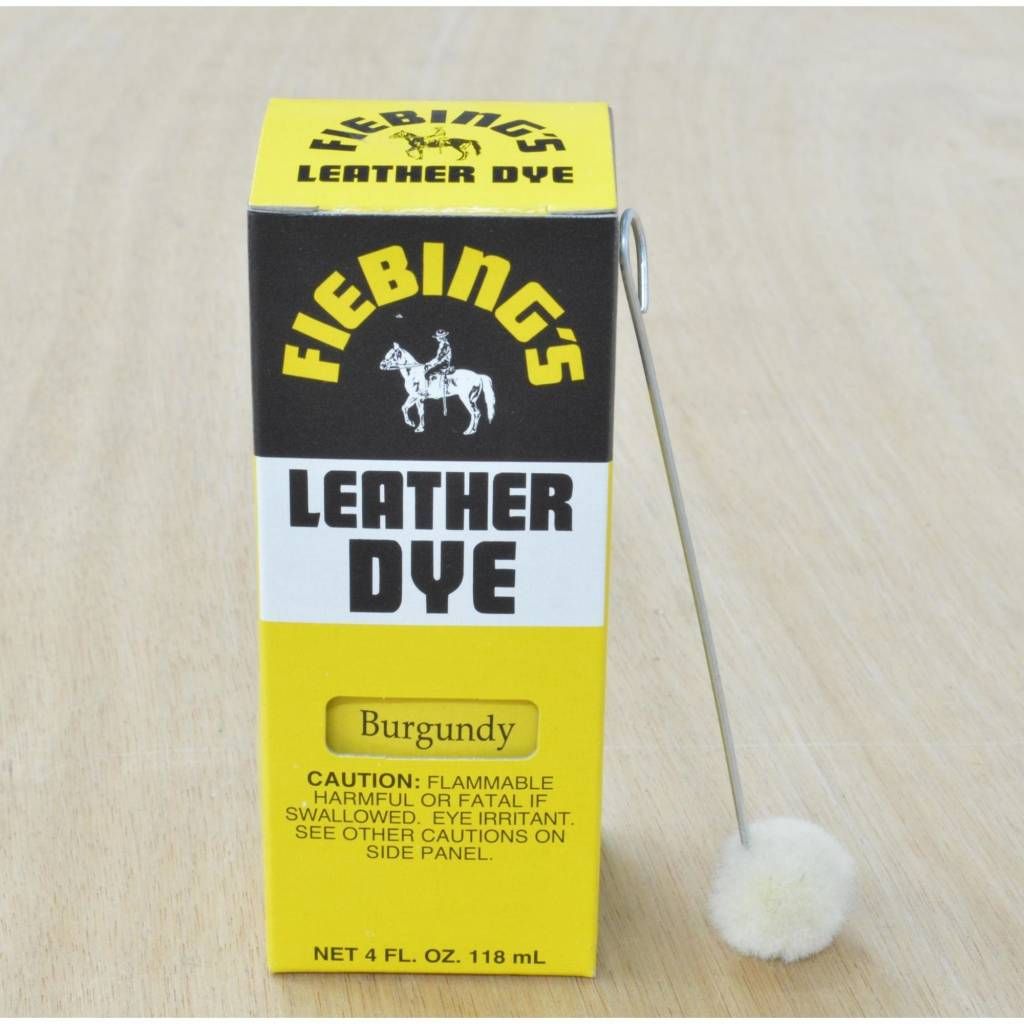 FIEBING'S
LEATHER DYE
FIEBING'S
LEATHER
DYE
Burgundy
CAUTION: FLAMMABLE
HARMFUL OR FATAL IF
SWALLOWED. EYE IRRITANT.
SEE OTHER CAUTIONS ON
SIDE PANEL.
NET 4 FL. OZ. 118 mL